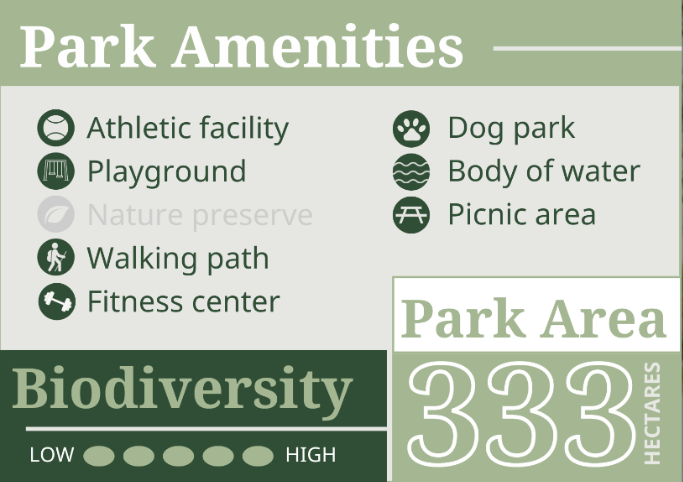 Park Amenities
Athletic facility
Playground
Nature preserve
Walking path
Fitness center
Dog park
Body of water
Picnic area
Park Area
333
HECTARES
Biodiversity
LOW HIGH